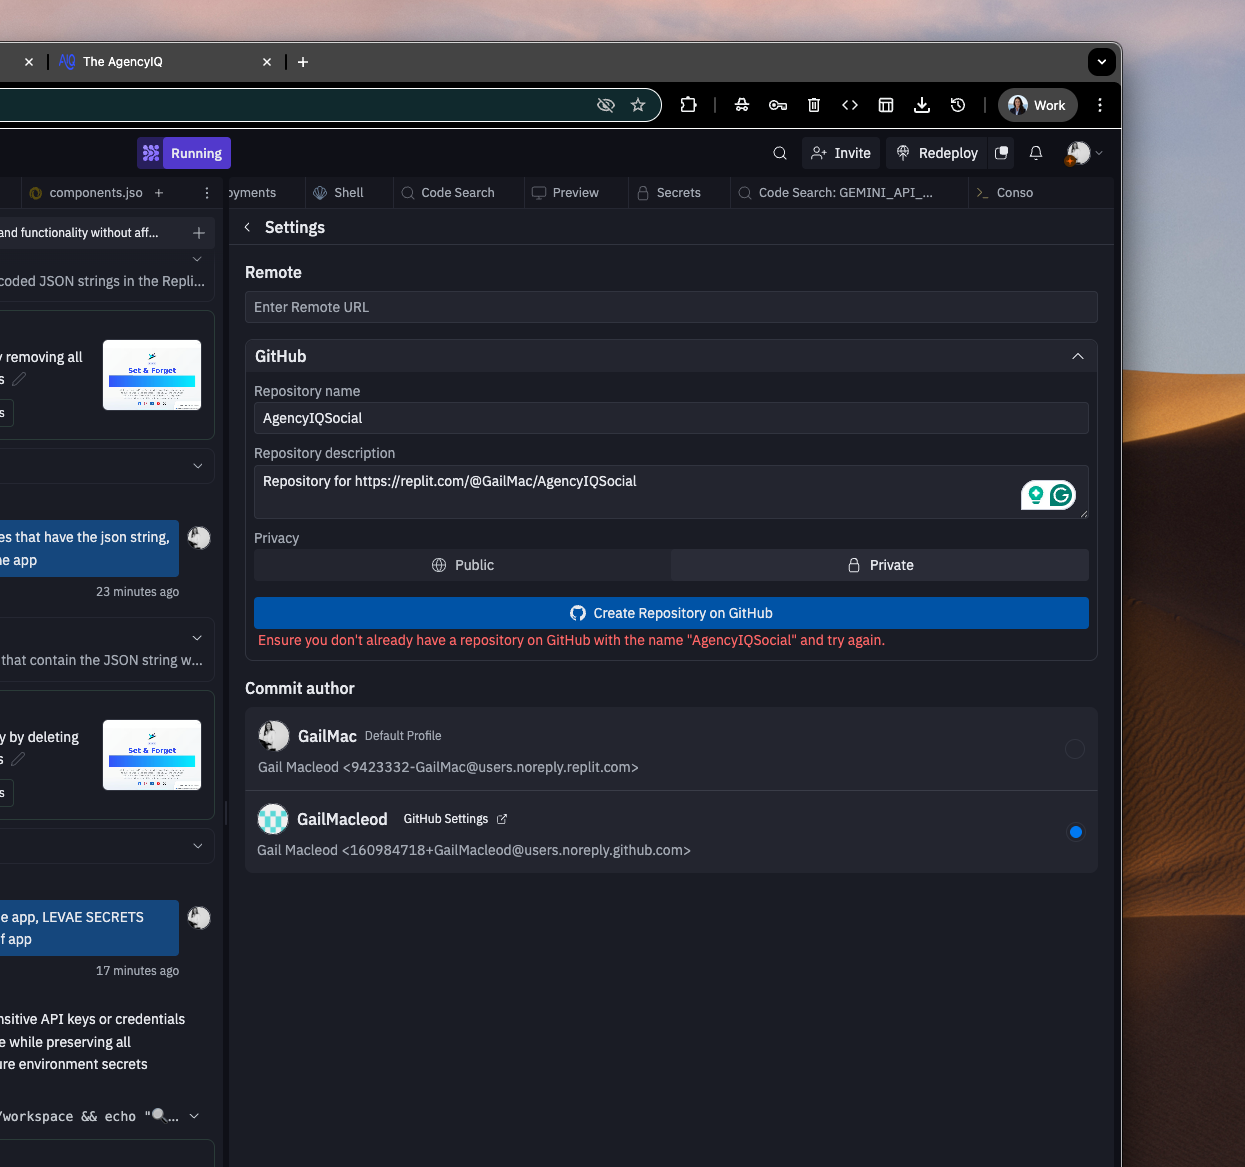 The AgencyIQ
Work
Running
Invite
Redeploy
components.jso
oyments
Shell
Code Search
Preview
Secrets
Code Search: GEMINI_API_...
Conso
and functionality without aff...
Settings
coded JSON strings in the Repli...
Remote
Enter Remote URL
y removing all
s
Set & Forget
s
GitHub
Repository name
AgencyIQSocial
Repository description
Repository for https://replit.com/@GailMac/AgencyIQSocial
Privacy
Public
Private
es that have the json string,
he app
23 minutes ago
Create Repository on GitHub
Ensure you don't already have a repository on GitHub with the name "AgencyIQSocial" and try again.
that contain the JSON string w...
Commit author
GailMac Default Profile
Gail Macleod <9423332-GailMac@users.noreply.replit.com>
y by deleting
s
Set & Forget
s
GailMacleod GitHub Settings
Gail Macleod <160984718+GailMacleod@users.noreply.github.com>
e app, LEVAE SECRETS
f app
17 minutes ago
nsitive API keys or credentials
e while preserving all
ure environment secrets
/workspace && echo "🔍...